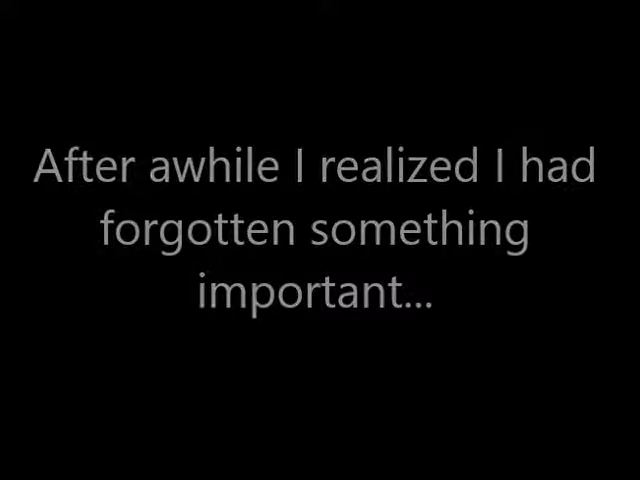 After awhile I realized I had
forgotten something
important...